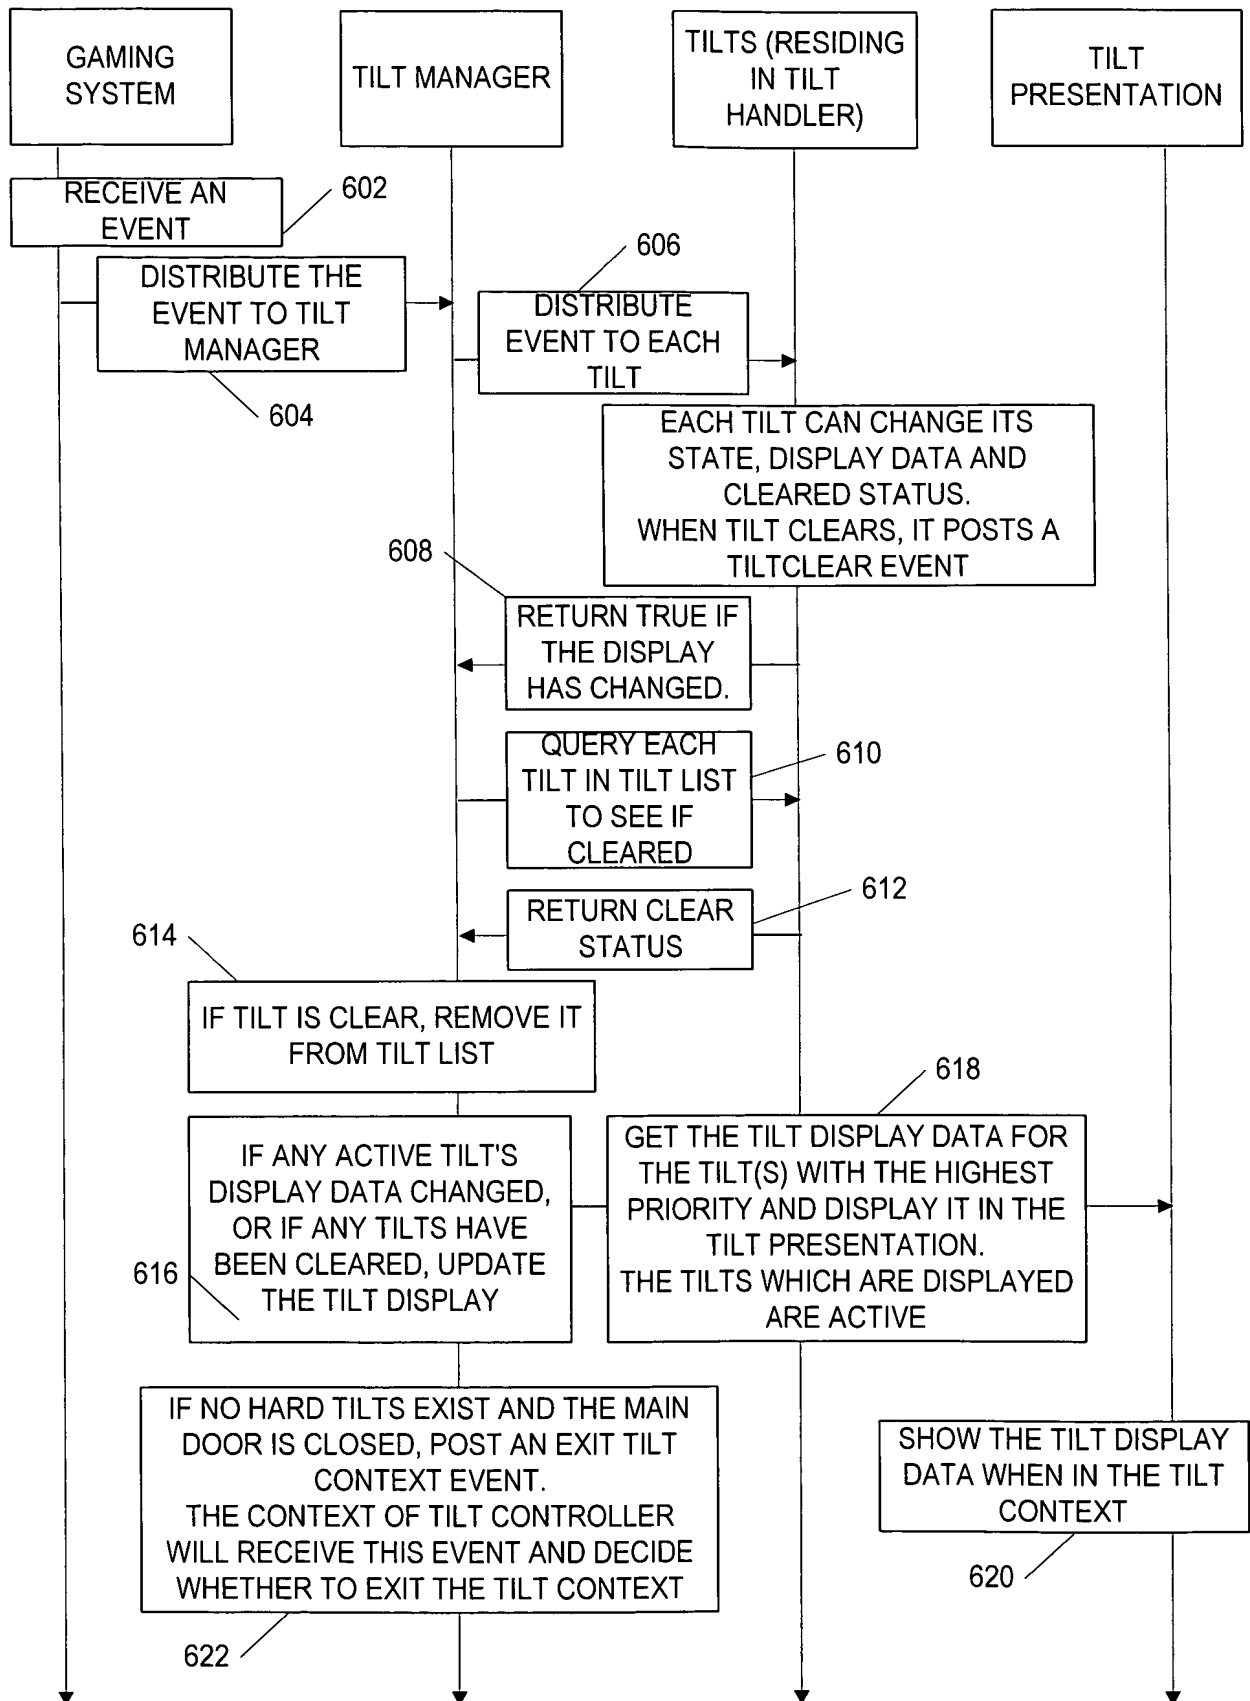 GAMING
SYSTEM
TILT MANAGER
TILTS (RESIDING
IN TILT
HANDLER)
TILT
PRESENTATION
RECEIVE AN
EVENT
602
DISTRIBUTE THE
EVENT TO TILT
MANAGER
604
606
DISTRIBUTE
EVENT TO EACH
TILT
EACH TILT CAN CHANGE ITS
STATE, DISPLAY DATA AND
CLEARED STATUS.
WHEN TILT CLEARS, IT POSTS A
TILTCLEAR EVENT
608
RETURN TRUE IF
THE DISPLAY
HAS CHANGED.
QUERY EACH
TILT IN TILT LIST
TO SEE IF
CLEARED
610
RETURN CLEAR
STATUS
612
614
IF TILT IS CLEAR, REMOVE IT
FROM TILT LIST
IF ANY ACTIVE TILT'S
DISPLAY DATA CHANGED,
OR IF ANY TILTS HAVE
BEEN CLEARED, UPDATE
THE TILT DISPLAY
616
618
GET THE TILT DISPLAY DATA FOR
THE TILT(S) WITH THE HIGHEST
PRIORITY AND DISPLAY IT IN THE
TILT PRESENTATION.
THE TILTS WHICH ARE DISPLAYED
ARE ACTIVE
IF NO HARD TILTS EXIST AND THE MAIN
DOOR IS CLOSED, POST AN EXIT TILT
CONTEXT EVENT.
THE CONTEXT OF TILT CONTROLLER
WILL RECEIVE THIS EVENT AND DECIDE
WHETHER TO EXIT THE TILT CONTEXT
622
SHOW THE TILT DISPLAY
DATA WHEN IN THE TILT
CONTEXT
620